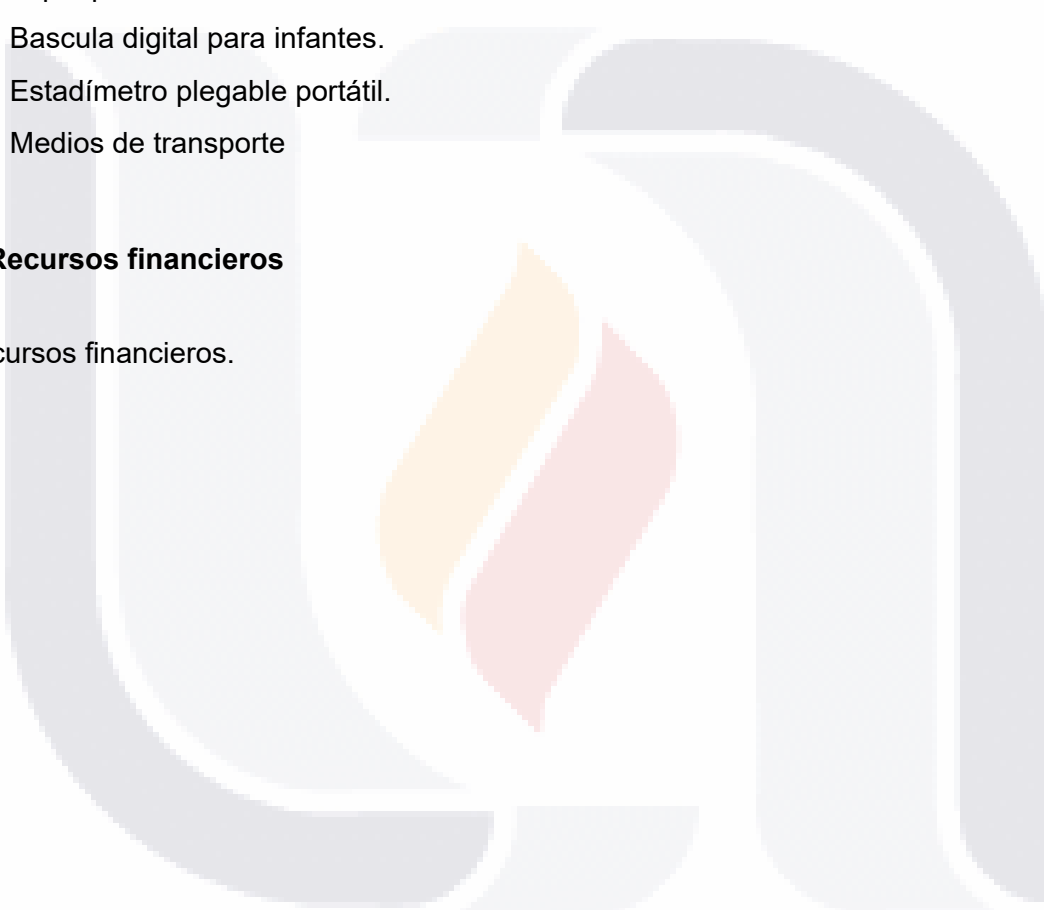 Bascula digital para infantes.
Estadímetro plegable portátil.
Medios de transporte
Recursos financieros
cursos financieros.